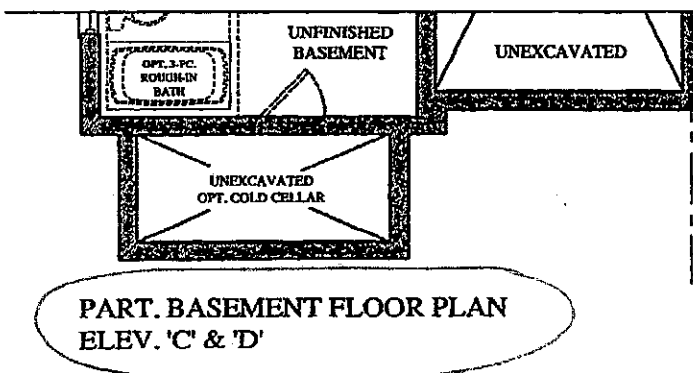 UNFINISHED
BASEMENT
UNEXCAVATED
OPT. 3-PC.
ROUGH-IN
BATH
UNEXCAVATED
OPT. COLD CELLAR
PART. BASEMENT FLOOR PLAN
ELEV. 'C' & 'D'